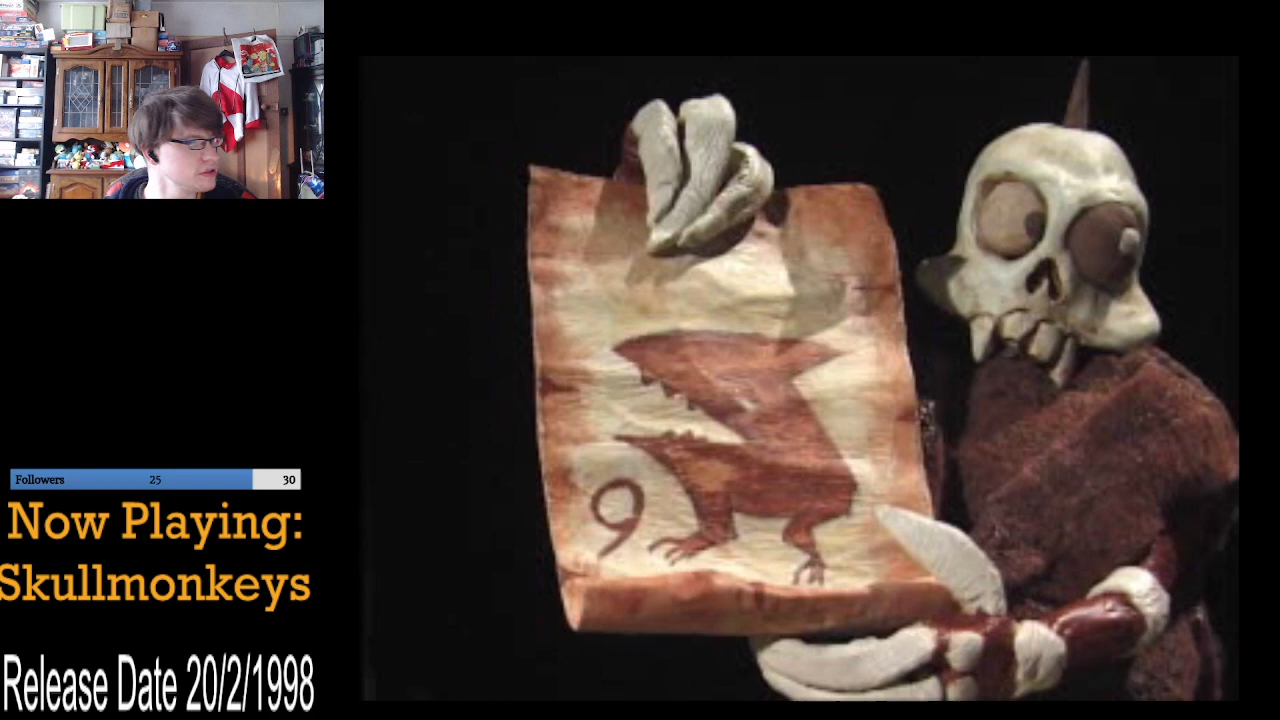 Followers 25 30
Now Playing:
Skullmonkeys
Release Date 20/2/1998
9